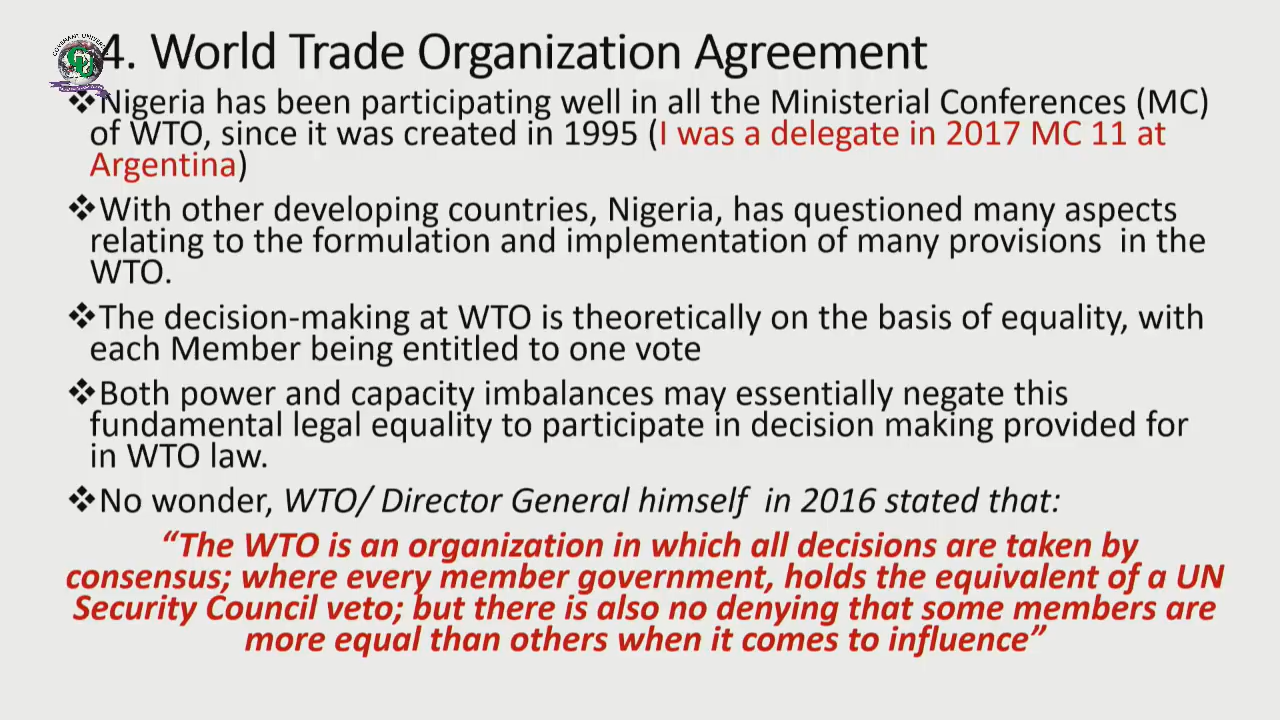 COVENANT UNIVERSITY
4. World Trade Organization Agreement
❖Nigeria has been participating well in all the Ministerial Conferences (MC)
of WTO, since it was created in 1995 (I was a delegate in 2017 MC 11 at
Argentina)
❖With other developing countries, Nigeria, has questioned many aspects
relating to the formulation and implementation of many provisions in the
WTO.
❖The decision-making at WTO is theoretically on the basis of equality, with
each Member being entitled to one vote
❖Both power and capacity imbalances may essentially negate this
fundamental legal equality to participate in decision making provided for
in WTO law.
❖No wonder, WTO/ Director General himself in 2016 stated that:
“The WTO is an organization in which all decisions are taken by
consensus; where every member government, holds the equivalent of a UN
Security Council veto; but there is also no denying that some members are
more equal than others when it comes to influence”